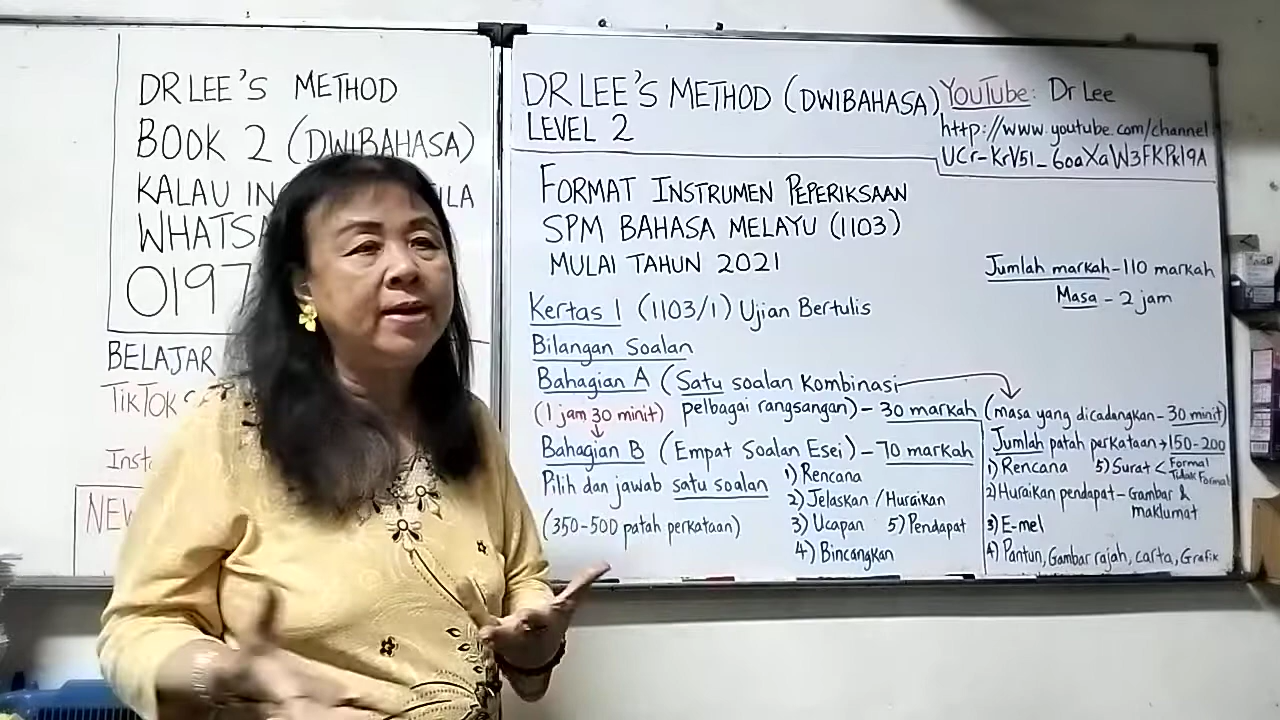 DR LEE'S METHOD
BOOK 2 (DWIBAHASA)
KALAU
WHATSA
0197
BELAJAR
TikTok
Insta
NEW
DR LEE'S METHOD (DWIBAHASA)
LEVEL 2
YouTube: Dr Lee
http://www.youtube.com/channel
UCr-KrV5I_6oaXaW3FKPkl9A
FORMAT INSTRUMEN PEPERIKSAAN
SPM BAHASA MELAYU (1103)
MULAI TAHUN 2021
Jumlah markah - 110 markah
Masa - 2 jam
Kertas 1 (1103/1) Ujian Bertulis
Bilangan Soalan
Bahagian A (Satu soalan kombinasi
pelbagai rangsangan) - 30 markah (masa yang dicadangkan - 30 minit)
(1 jam 30 minit)
Bahagian B (Empat Soalan Esei) - 70 markah
Pilih dan jawab satu soalan
(350-500 patah perkataan)
1) Rencana
2) Jelaskan / Huraikan
3) Ucapan 5) Pendapat
4) Bincangkan
Jumlah patah perkataan → 150-200
1) Rencana 5) Surat < Formal
Tidak Formal
2) Huraikan pendapat - Gambar &
maklumat
3) E-mel
4) Pantun, Gambar rajah, carta, Grafik